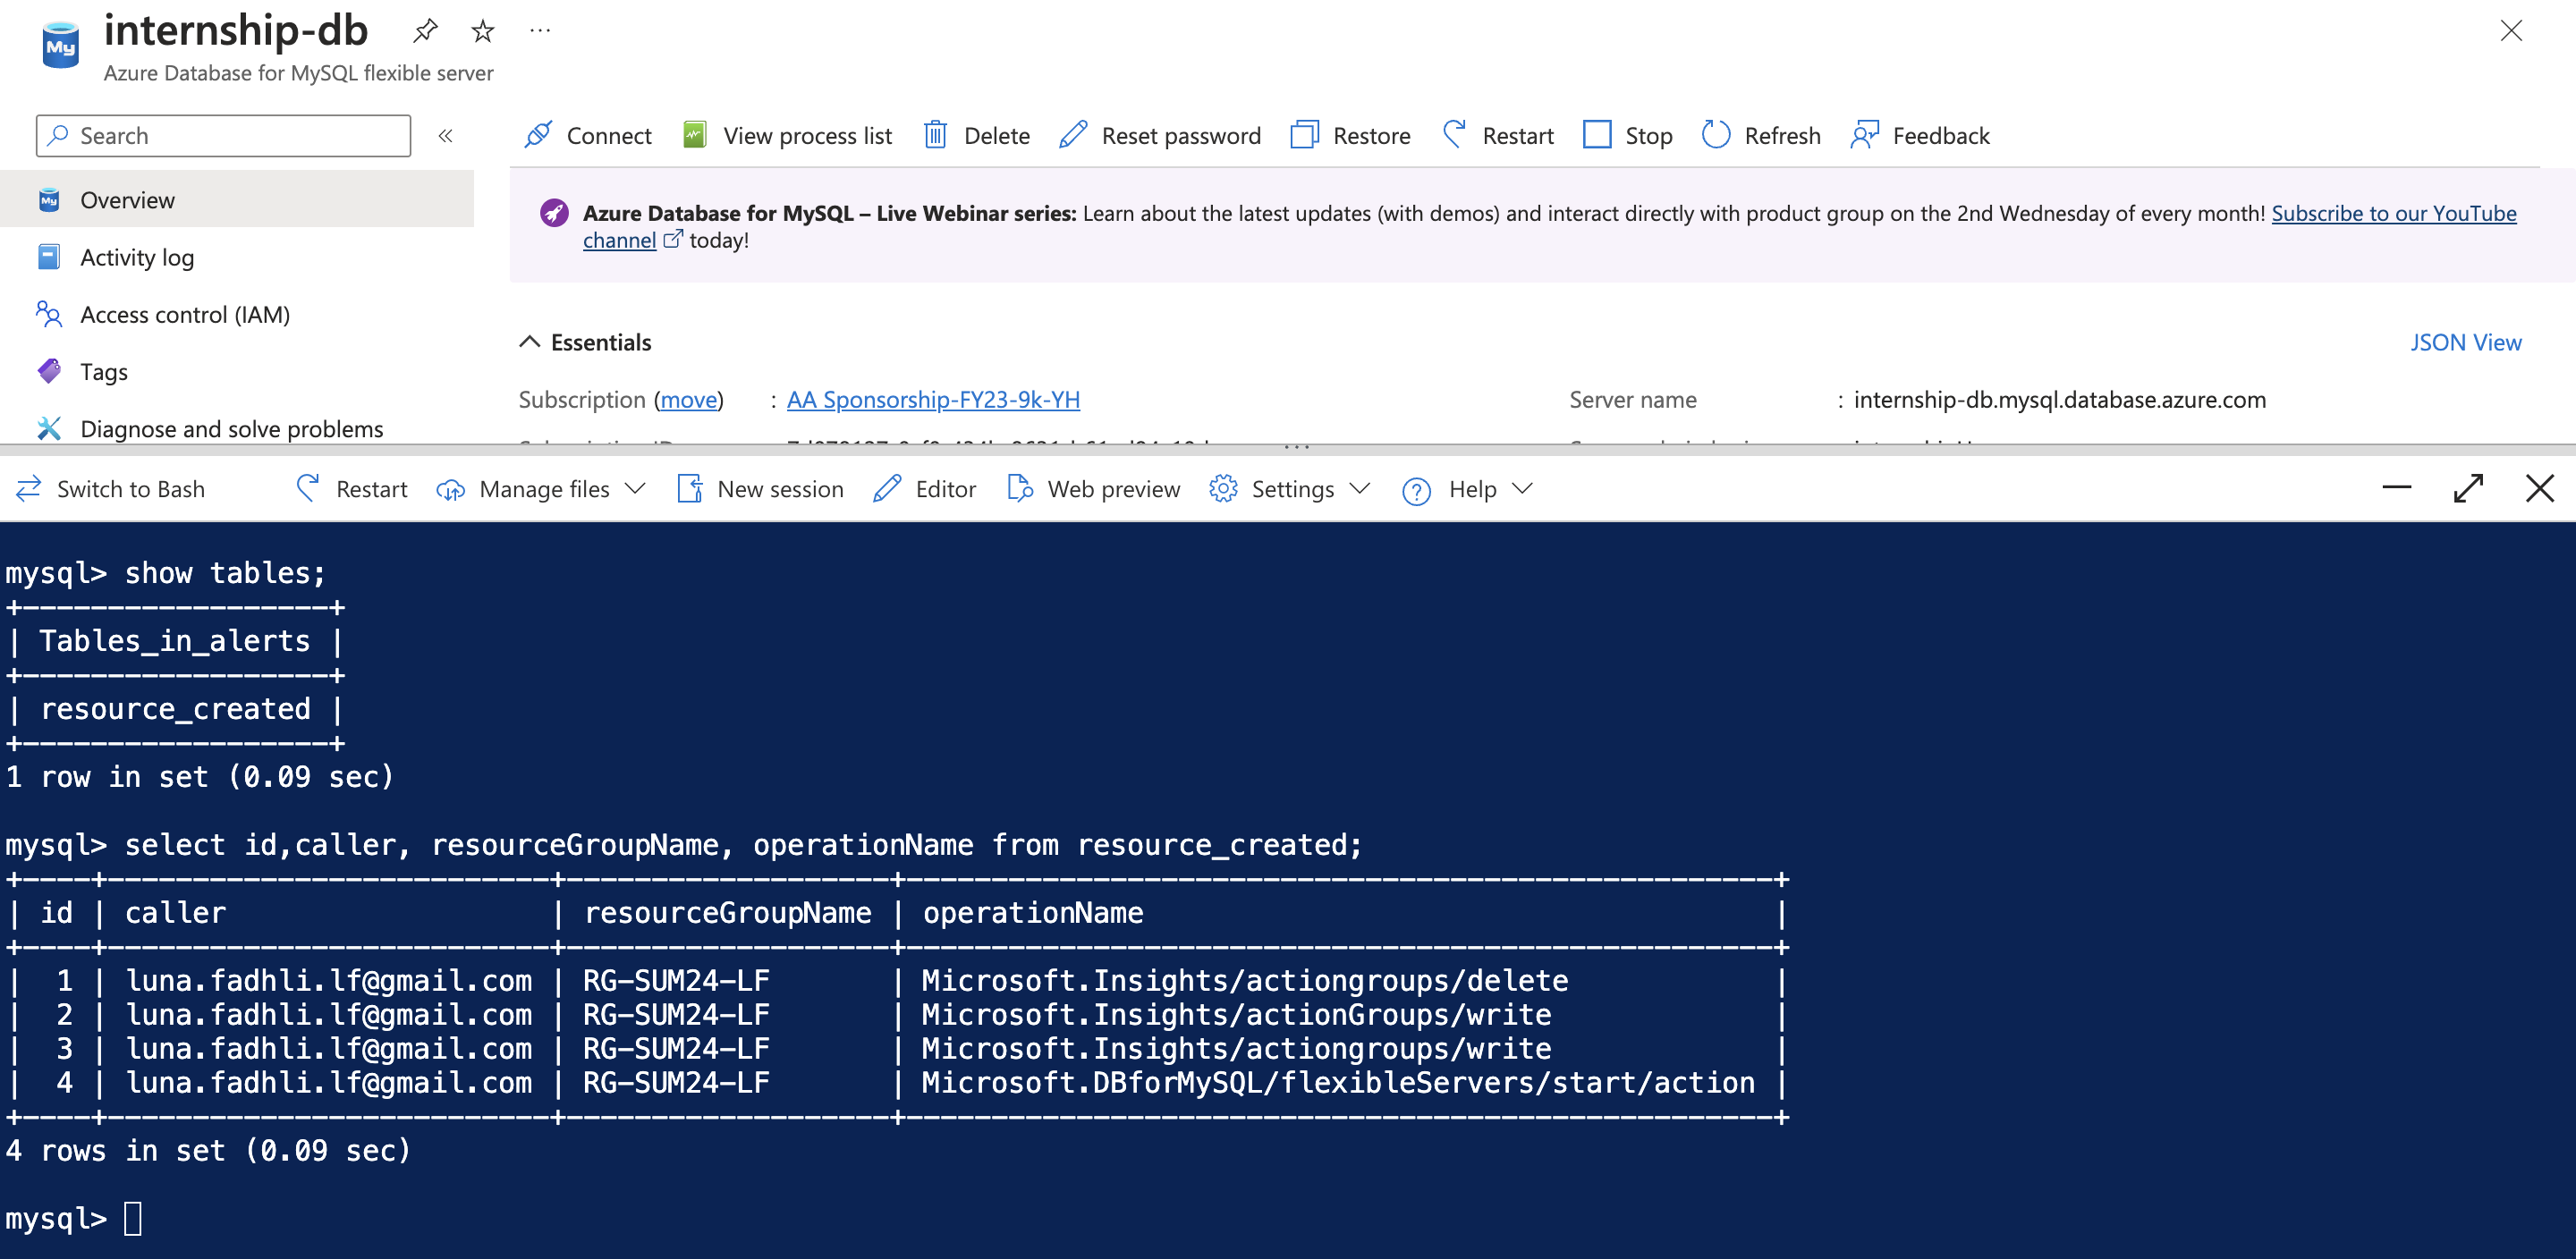 internship-db
Azure Database for MySQL flexible server
Search
Connect View process list Delete Reset password Restore Restart Stop Refresh Feedback
Overview
Activity log
Access control (IAM)
Tags
Diagnose and solve problems
Azure Database for MySQL – Live Webinar series: Learn about the latest updates (with demos) and interact directly with product group on the 2nd Wednesday of every month! Subscribe to our YouTube
channel today!
Essentials
JSON View
Subscription (move) : AA Sponsorship-FY23-9k-YH
Server name : internship-db.mysql.database.azure.com
Switch to Bash Restart Manage files New session Editor Web preview Settings Help
mysql> show tables;
+------------------+
| Tables_in_alerts |
+------------------+
| resource_created |
+------------------+
1 row in set (0.09 sec)
mysql> select id,caller, resourceGroupName, operationName from resource_created;
+----+--------------------------+-------------------+---------------------------------------------------+
| id | caller                   | resourceGroupName | operationName                                     |
+----+--------------------------+-------------------+---------------------------------------------------+
|  1 | luna.fadhli.lf@gmail.com | RG-SUM24-LF       | Microsoft.Insights/actiongroups/delete            |
|  2 | luna.fadhli.lf@gmail.com | RG-SUM24-LF       | Microsoft.Insights/actionGroups/write             |
|  3 | luna.fadhli.lf@gmail.com | RG-SUM24-LF       | Microsoft.Insights/actiongroups/write             |
|  4 | luna.fadhli.lf@gmail.com | RG-SUM24-LF       | Microsoft.DBforMySQL/flexibleServers/start/action |
+----+--------------------------+-------------------+---------------------------------------------------+
4 rows in set (0.09 sec)
mysql>